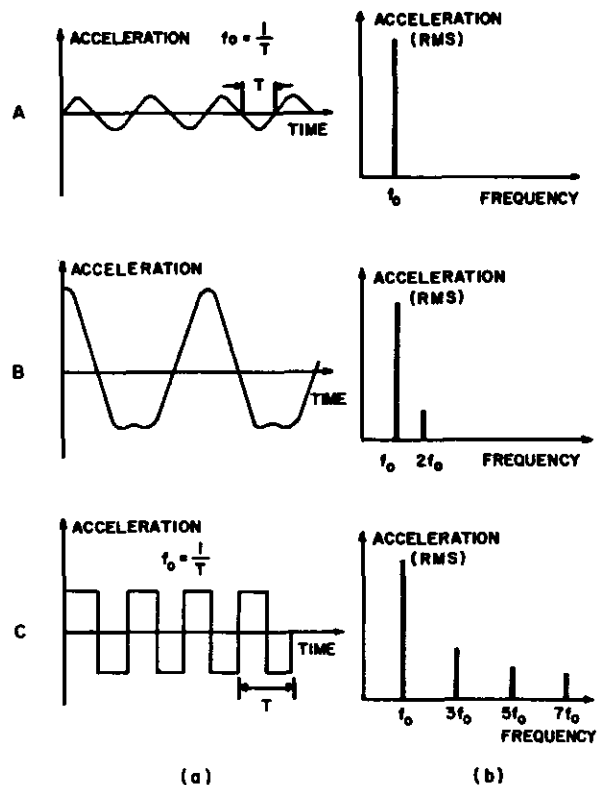 ACCELERATION
f₀ = 1/T
T
A
TIME
ACCELERATION
(RMS)
f₀
FREQUENCY
ACCELERATION
B
TIME
ACCELERATION
(RMS)
f₀ 2f₀ FREQUENCY
ACCELERATION
f₀ = 1/T
C
TIME
T
ACCELERATION
(RMS)
f₀ 3f₀ 5f₀ 7f₀
FREQUENCY
(a) (b)